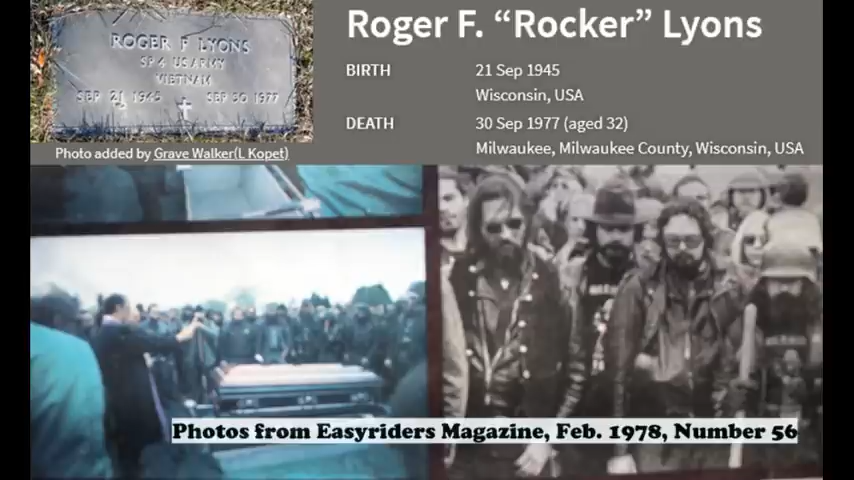 ROGER F LYONS
SP4 US ARMY
VIETNAM
SEP 21 1945 SEP 30 1977
Photo added by Grave Walker(L Kopet)
Roger F. “Rocker” Lyons
BIRTH 21 Sep 1945
Wisconsin, USA
DEATH 30 Sep 1977 (aged 32)
Milwaukee, Milwaukee County, Wisconsin, USA
Photos from Easyriders Magazine, Feb. 1978, Number 56